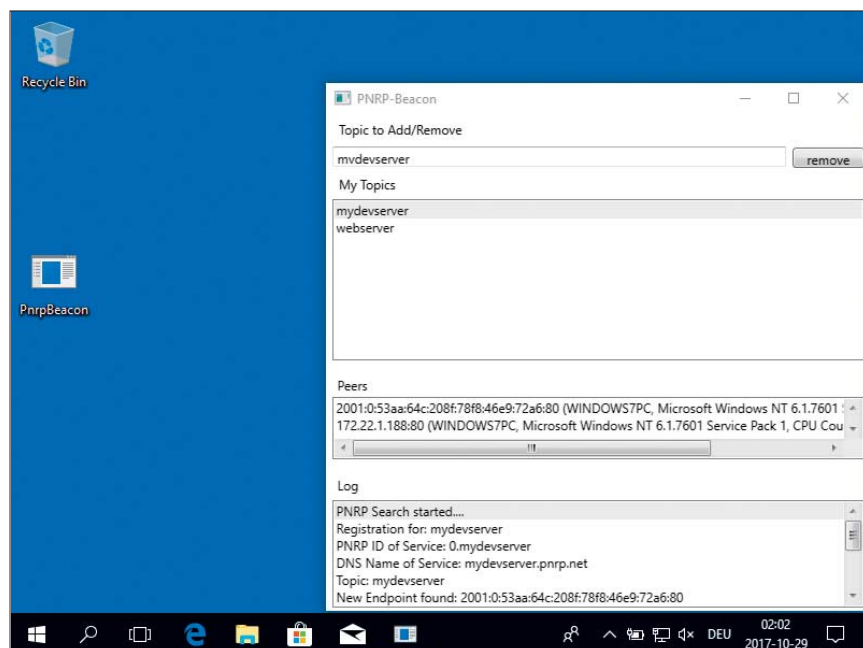 Recycle Bin
PnrpBeacon
PNRP-Beacon
Topic to Add/Remove
mydevserver
remove
My Topics
mydevserver
webserver
Peers
2001:0:53aa:64c:208f:78f8:46e9:72a6:80 (WINDOWS7PC, Microsoft Windows NT 6.1.7601
172.22.1.188:80 (WINDOWS7PC, Microsoft Windows NT 6.1.7601 Service Pack 1, CPU Cou
Log
PNRP Search started....
Registration for: mydevserver
PNRP ID of Service: 0.mydevserver
DNS Name of Service: mydevserver.pnrp.net
Topic: mydevserver
New Endpoint found: 2001:0:53aa:64c:208f:78f8:46e9:72a6:80
DEU
02:02
2017-10-29